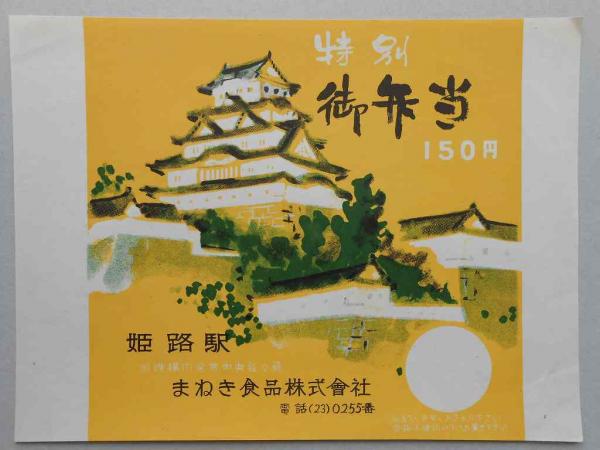 特別
御弁当
150円
姫路駅
まねき食品株式會社
電話(23)0255番